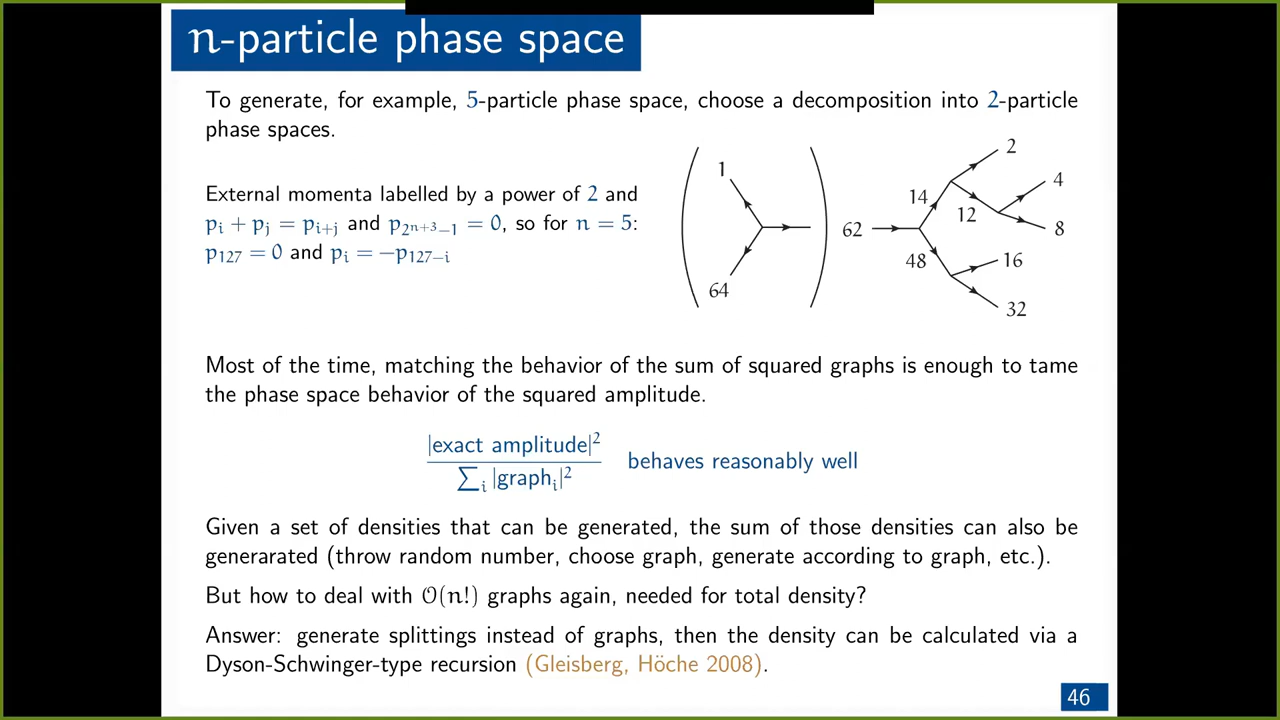 n-particle phase space
To generate, for example, 5-particle phase space, choose a decomposition into 2-particle
phase spaces.
External momenta labelled by a power of 2 and
pᵢ + pⱼ = pᵢ₊ⱼ and p₂ₙ₊₃₋₁ = 0, so for n = 5:
p₁₂₇ = 0 and pᵢ = −p₁₂₇₋ᵢ
1
64
62
14
48
12
2
4
8
16
32
Most of the time, matching the behavior of the sum of squared graphs is enough to tame
the phase space behavior of the squared amplitude.
|exact amplitude|²
∑ᵢ |graphᵢ|²
behaves reasonably well
Given a set of densities that can be generated, the sum of those densities can also be
generarated (throw random number, choose graph, generate according to graph, etc.).
But how to deal with O(n!) graphs again, needed for total density?
Answer: generate splittings instead of graphs, then the density can be calculated via a
Dyson-Schwinger-type recursion (Gleisberg, Höche 2008).
46